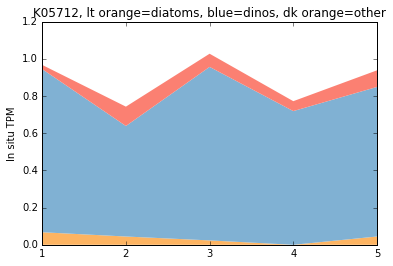 K05712, lt orange=diatoms, blue=dinos, dk orange=other
1.2
1.0
0.8
0.6
0.4
0.2
0.0
In situ TPM
1 2 3 4 5